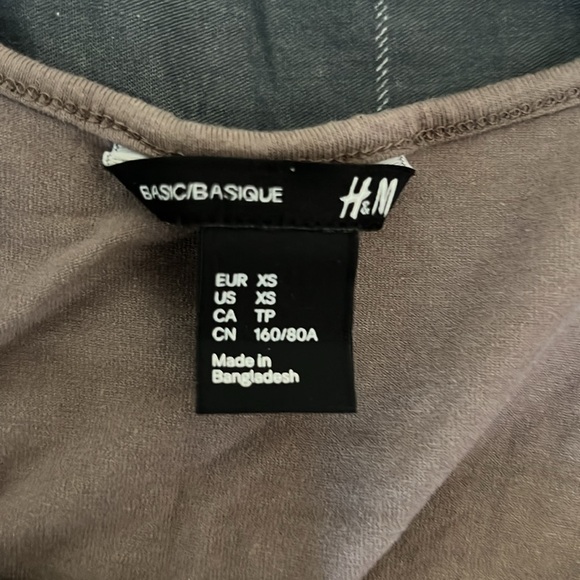 BASIC/BASIQUE H&M
EUR XS
US XS
CA TP
CN 160/80A
Made in
Bangladesh